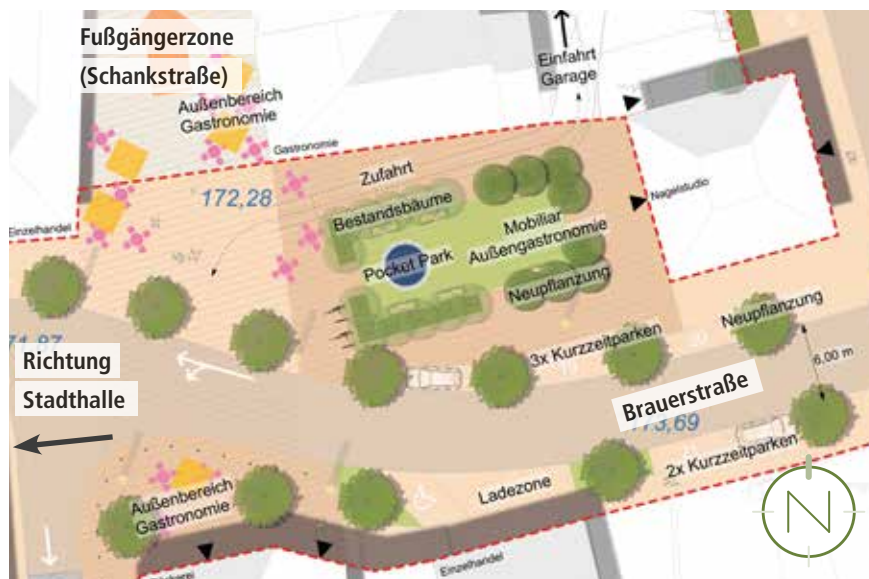 Fußgängerzone
(Schankstraße)
Außenbereich
Gastronomie
Einfahrt
Garage
Gastronomie
Zufahrt
172,28
Bestandsbäume
Mobiliar
Außengastronomie
Nagelstudio
Einzelhandel
Pocket Park
Neupflanzung
Neupflanzung
3x Kurzzeitparken
6,00 m
Richtung
Stadthalle
Brauerstraße
2x Kurzzeitparken
Ladezone
Außenbereich
Gastronomie
Einzelhandel
N